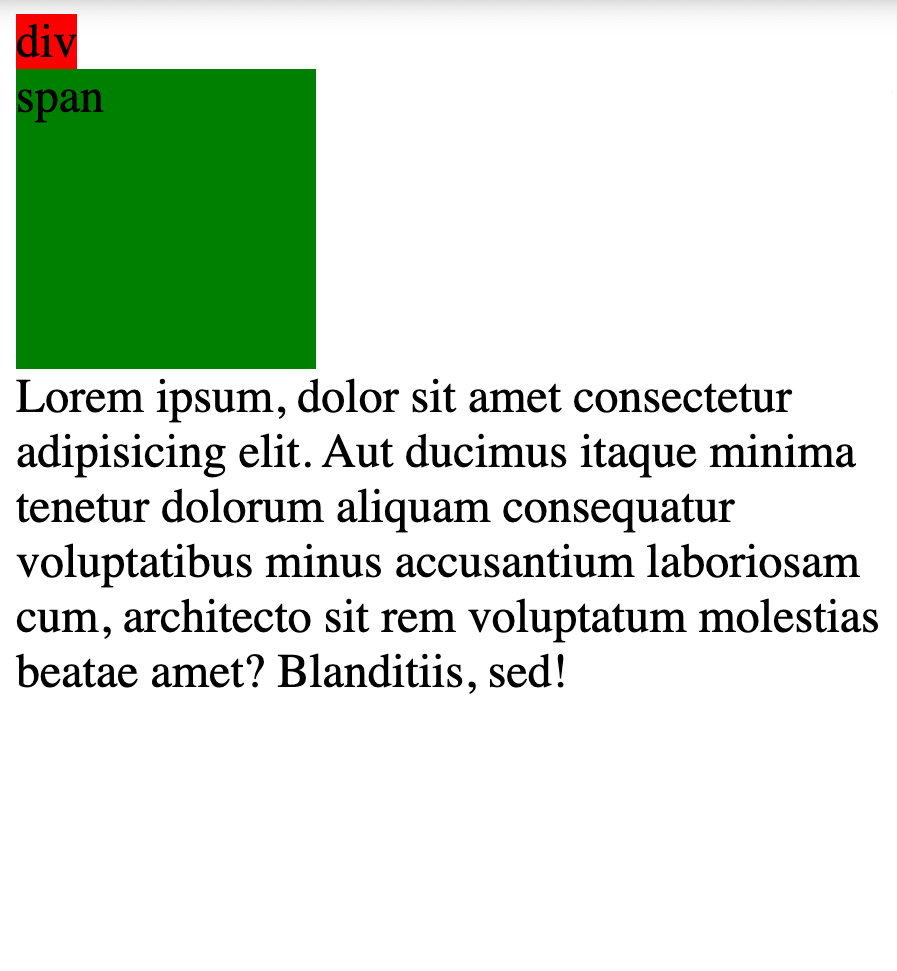 div
span
Lorem ipsum, dolor sit amet consectetur
adipisicing elit. Aut ducimus itaque minima
tenetur dolorum aliquam consequatur
voluptatibus minus accusantium laboriosam
cum, architecto sit rem voluptatum molestias
beatae amet? Blanditiis, sed!